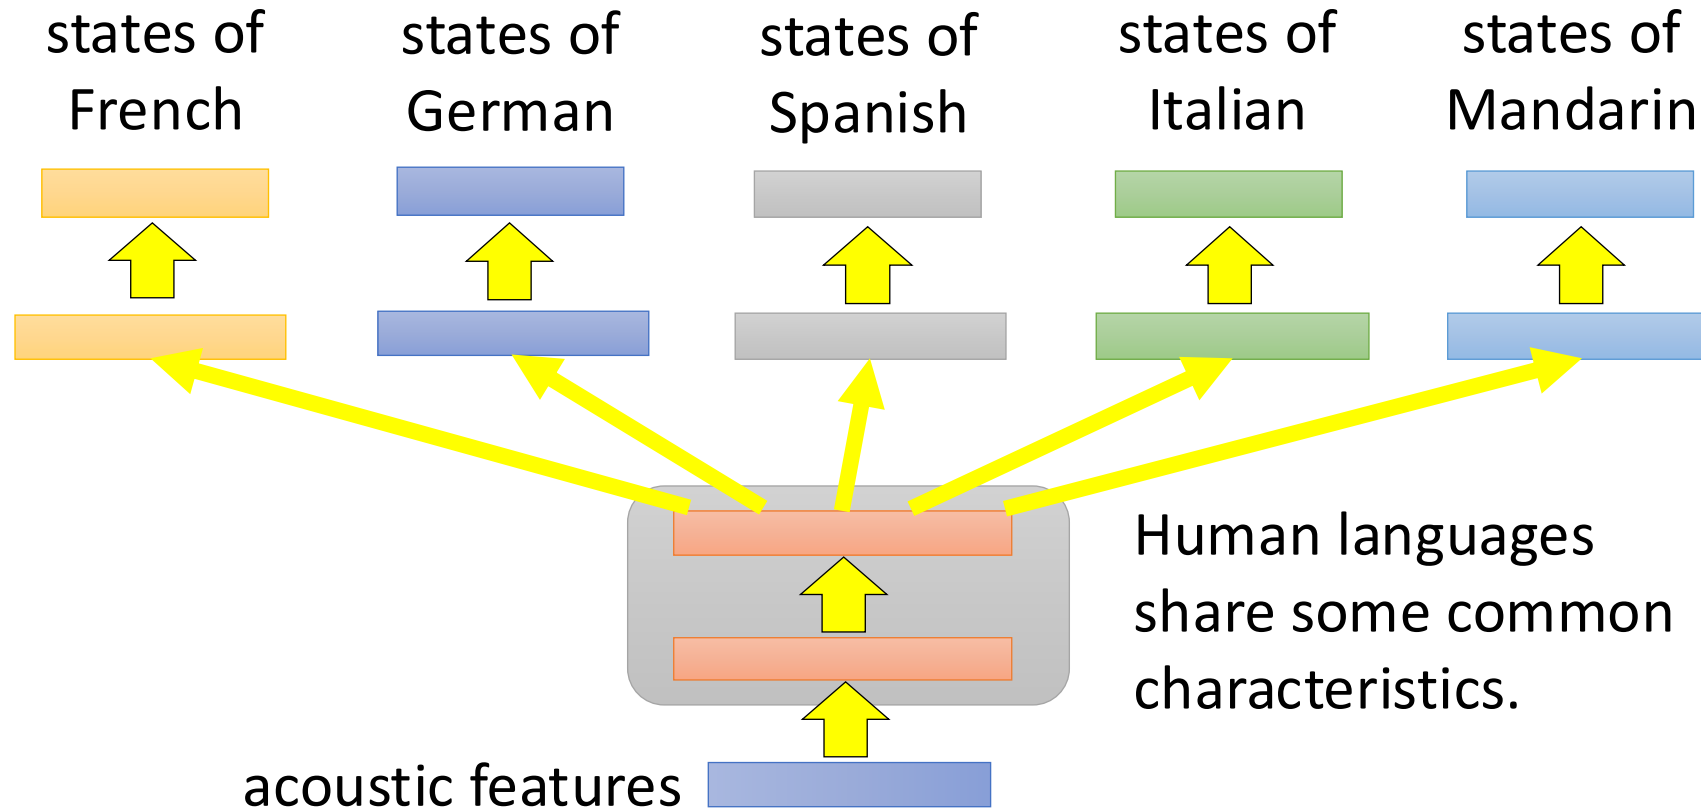 states of
French
states of
German
states of
Spanish
states of
Italian
states of
Mandarin
Human languages
share some common
characteristics.
acoustic features